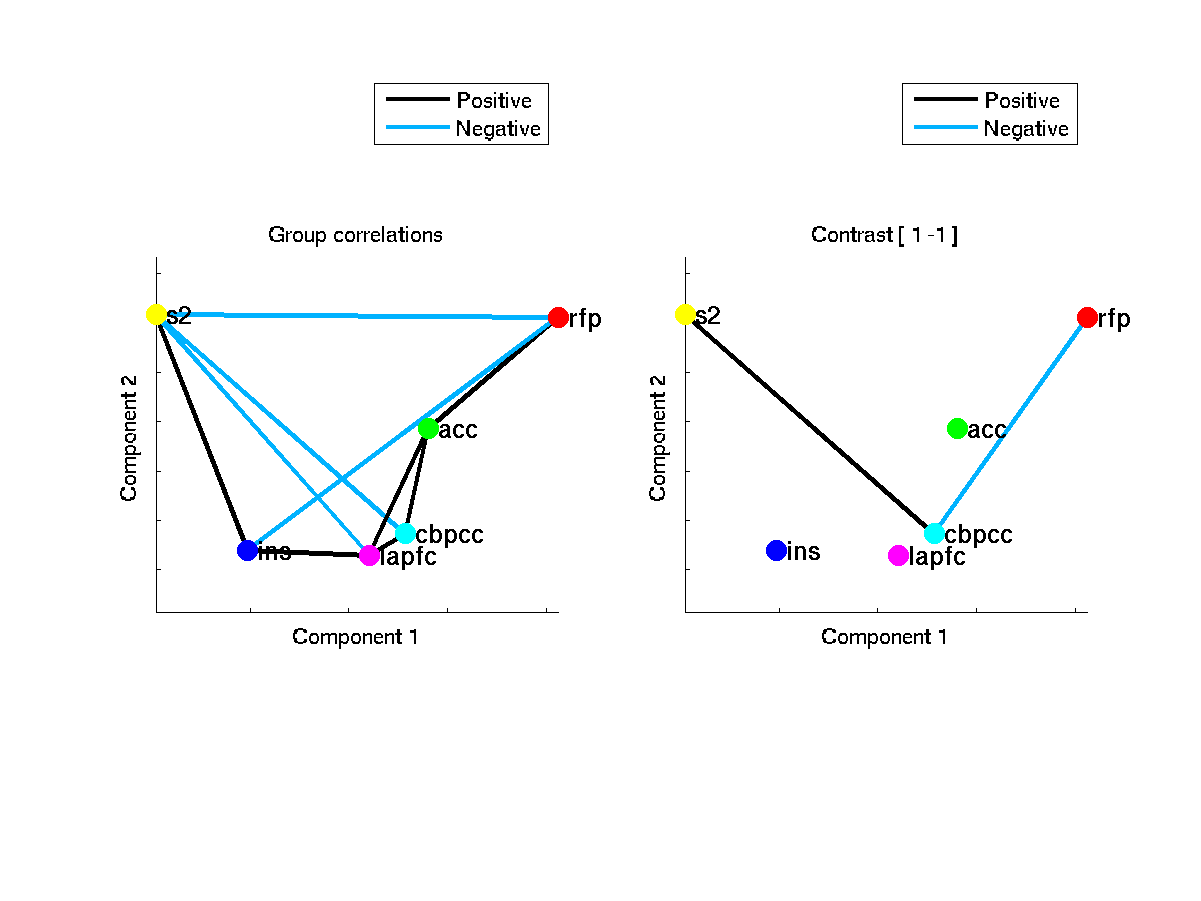 Positive
Negative
Positive
Negative
Group correlations
Contrast [ 1 -1 ]
s2
rfp
acc
cbpcc
ins
lapfc
Component 2
Component 1
s2
rfp
acc
cbpcc
ins
lapfc
Component 2
Component 1